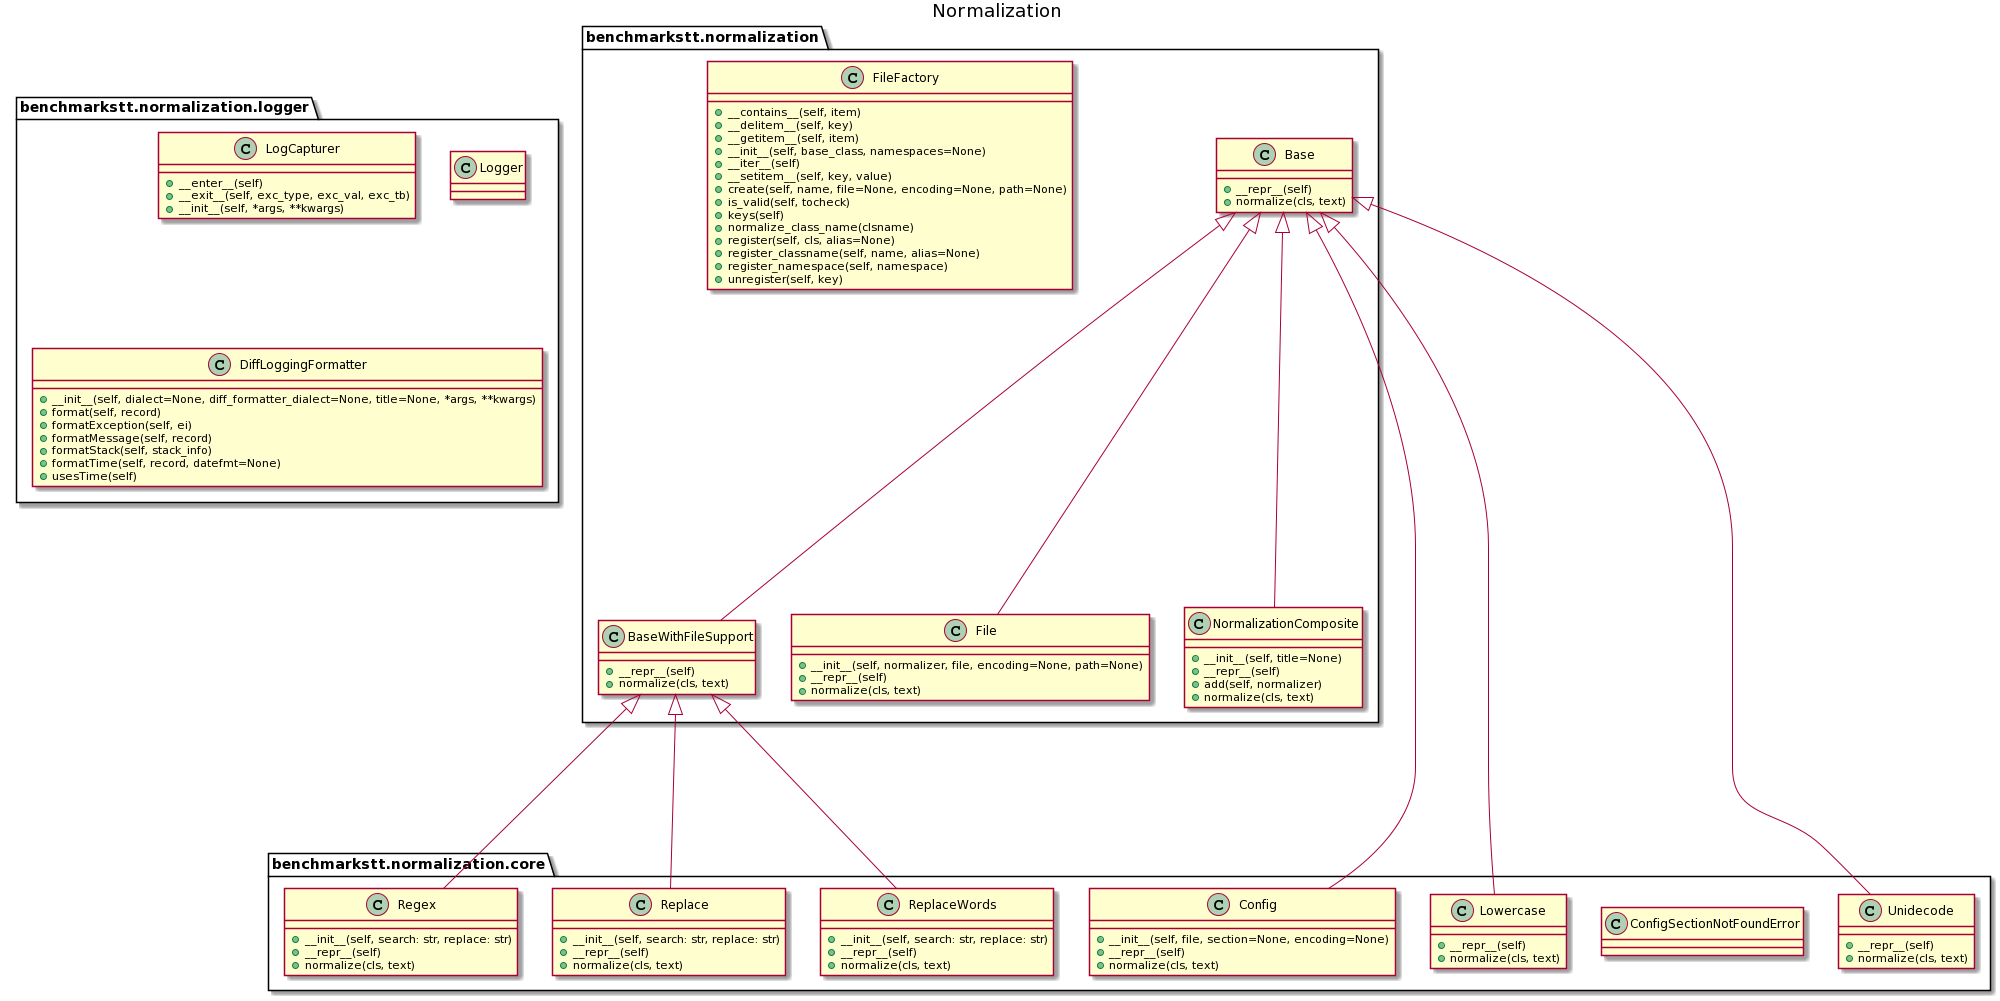 Normalization
benchmarkstt.normalization.logger
C LogCapturer
__enter__(self)
__exit__(self, exc_type, exc_val, exc_tb)
__init__(self, *args, **kwargs)
C Logger
C DiffLoggingFormatter
__init__(self, dialect=None, diff_formatter_dialect=None, title=None, *args, **kwargs)
format(self, record)
formatException(self, ei)
formatMessage(self, record)
formatStack(self, stack_info)
formatTime(self, record, datefmt=None)
usesTime(self)
benchmarkstt.normalization
C FileFactory
__contains__(self, item)
__delitem__(self, key)
__getitem__(self, item)
__init__(self, base_class, namespaces=None)
__iter__(self)
__setitem__(self, key, value)
create(self, name, file=None, encoding=None, path=None)
is_valid(self, tocheck)
keys(self)
normalize_class_name(clsname)
register(self, cls, alias=None)
register_classname(self, name, alias=None)
register_namespace(self, namespace)
unregister(self, key)
C Base
__repr__(self)
normalize(cls, text)
C BaseWithFileSupport
__repr__(self)
normalize(cls, text)
C File
__init__(self, normalizer, file, encoding=None, path=None)
__repr__(self)
normalize(cls, text)
C NormalizationComposite
__init__(self, title=None)
__repr__(self)
add(self, normalizer)
normalize(cls, text)
benchmarkstt.normalization.core
C Regex
__init__(self, search: str, replace: str)
__repr__(self)
normalize(cls, text)
C Replace
__init__(self, search: str, replace: str)
__repr__(self)
normalize(cls, text)
C ReplaceWords
__init__(self, search: str, replace: str)
__repr__(self)
normalize(cls, text)
C Config
__init__(self, file, section=None, encoding=None)
__repr__(self)
normalize(cls, text)
C Lowercase
__repr__(self)
normalize(cls, text)
C ConfigSectionNotFoundError
C Unidecode
__repr__(self)
normalize(cls, text)